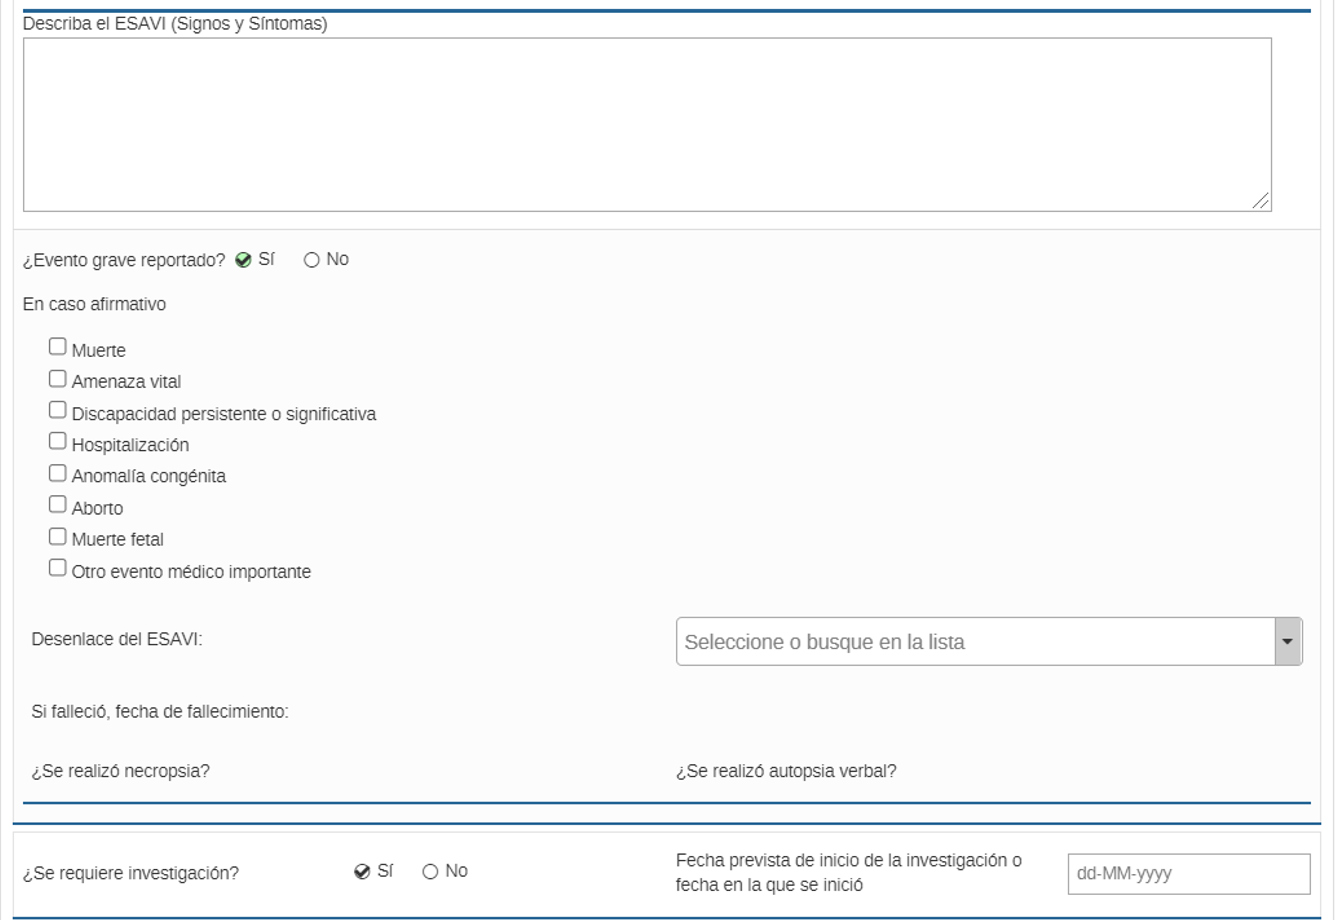 Describa el ESAVI (Signos y Síntomas)
¿Evento grave reportado? Sí No
En caso afirmativo
Muerte
Amenaza vital
Discapacidad persistente o significativa
Hospitalización
Anomalía congénita
Aborto
Muerte fetal
Otro evento médico importante
Desenlace del ESAVI: Seleccione o busque en la lista
Si falleció, fecha de fallecimiento:
¿Se realizó necropsia? ¿Se realizó autopsia verbal?
¿Se requiere investigación? Sí No
Fecha prevista de inicio de la investigación o
fecha en la que se inició
dd-MM-yyyy